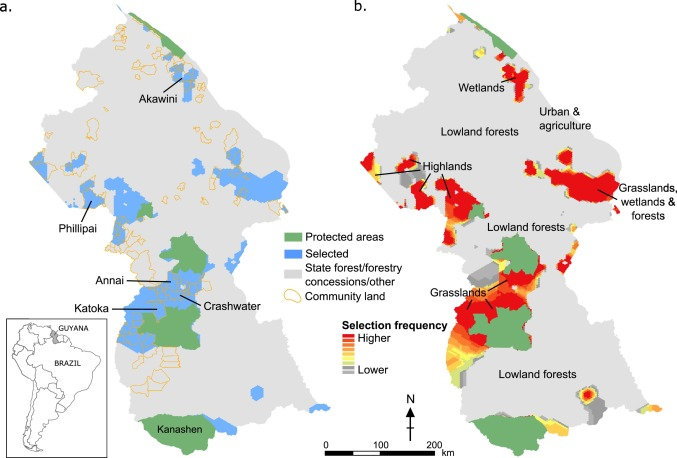 a.
Akawini
Phillipai
Annai
Katoka
Crashwater
Kanashen
GUYANA
BRAZIL
Protected areas
Selected
State forest/forestry
concessions/other
Community land
b.
Wetlands
Urban &
agriculture
Lowland forests
Highlands
Grasslands,
wetlands &
forests
Lowland forests
Grasslands
Selection frequency
Higher
Lower
Lowland forests
N
0 100 200
km